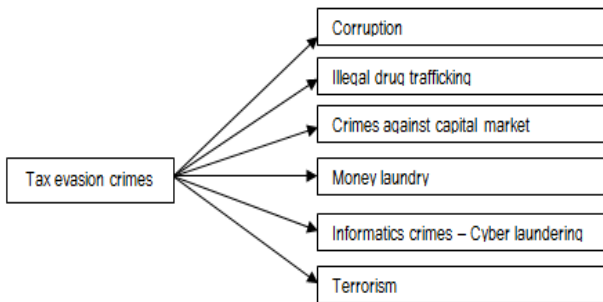 Corruption
Illegal drug trafficking
Crimes against capital market
Tax evasion crimes
Money laundry
Informatics crimes – Cyber laundering
Terrorism